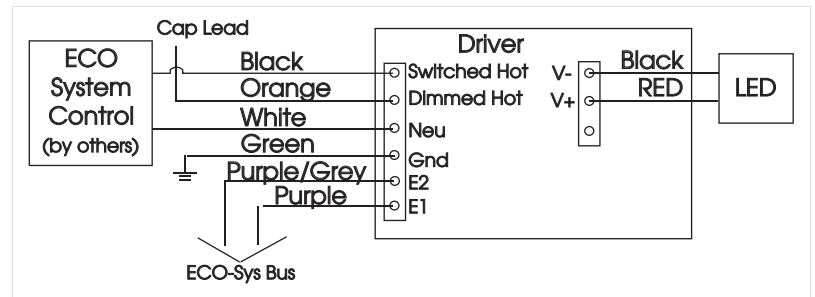 Cap Lead
ECO
System
Control
(by others)
Black
Orange
White
Green
Purple/Grey
Purple
ECO-Sys Bus
Driver
Switched Hot
Dimmed Hot
Neu
Gnd
E2
E1
V-
V+
Black
RED
LED